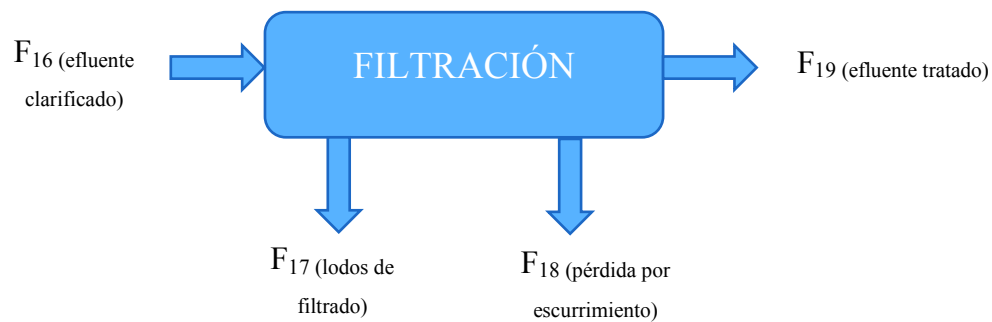 F16 (efluente
clarificado)
FILTRACIÓN
F19 (efluente tratado)
F17 (lodos de
filtrado)
F18 (pérdida por
escurrimiento)